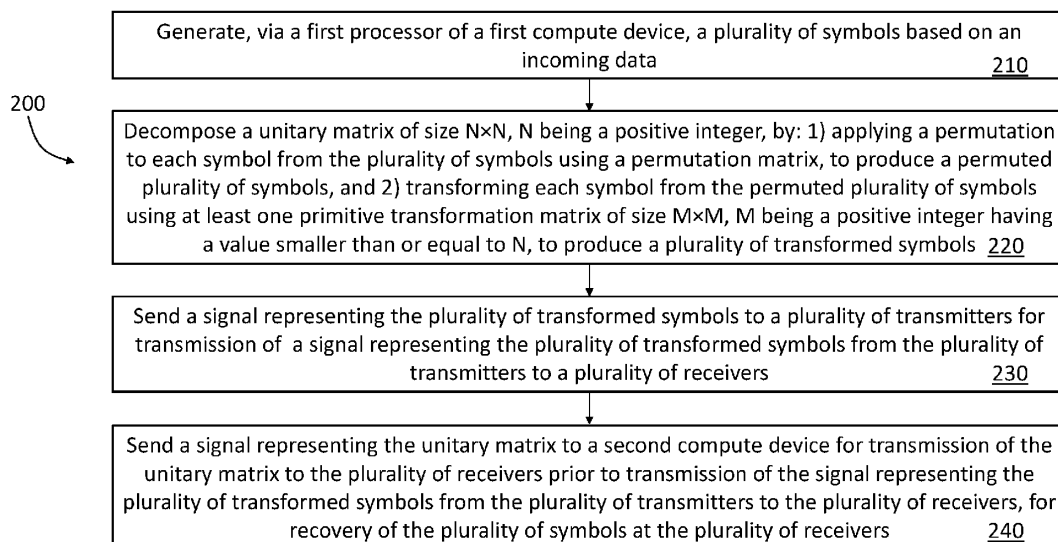 Generate, via a first processor of a first compute device, a plurality of symbols based on an
incoming data
210
200
Decompose a unitary matrix of size N×N, N being a positive integer, by: 1) applying a permutation
to each symbol from the plurality of symbols using a permutation matrix, to produce a permuted
plurality of symbols, and 2) transforming each symbol from the permuted plurality of symbols
using at least one primitive transformation matrix of size M×M, M being a positive integer having
a value smaller than or equal to N, to produce a plurality of transformed symbols 220
Send a signal representing the plurality of transformed symbols to a plurality of transmitters for
transmission of a signal representing the plurality of transformed symbols from the plurality of
transmitters to a plurality of receivers 230
Send a signal representing the unitary matrix to a second compute device for transmission of the
unitary matrix to the plurality of receivers prior to transmission of the signal representing the
plurality of transformed symbols from the plurality of transmitters to the plurality of receivers, for
recovery of the plurality of symbols at the plurality of receivers 240